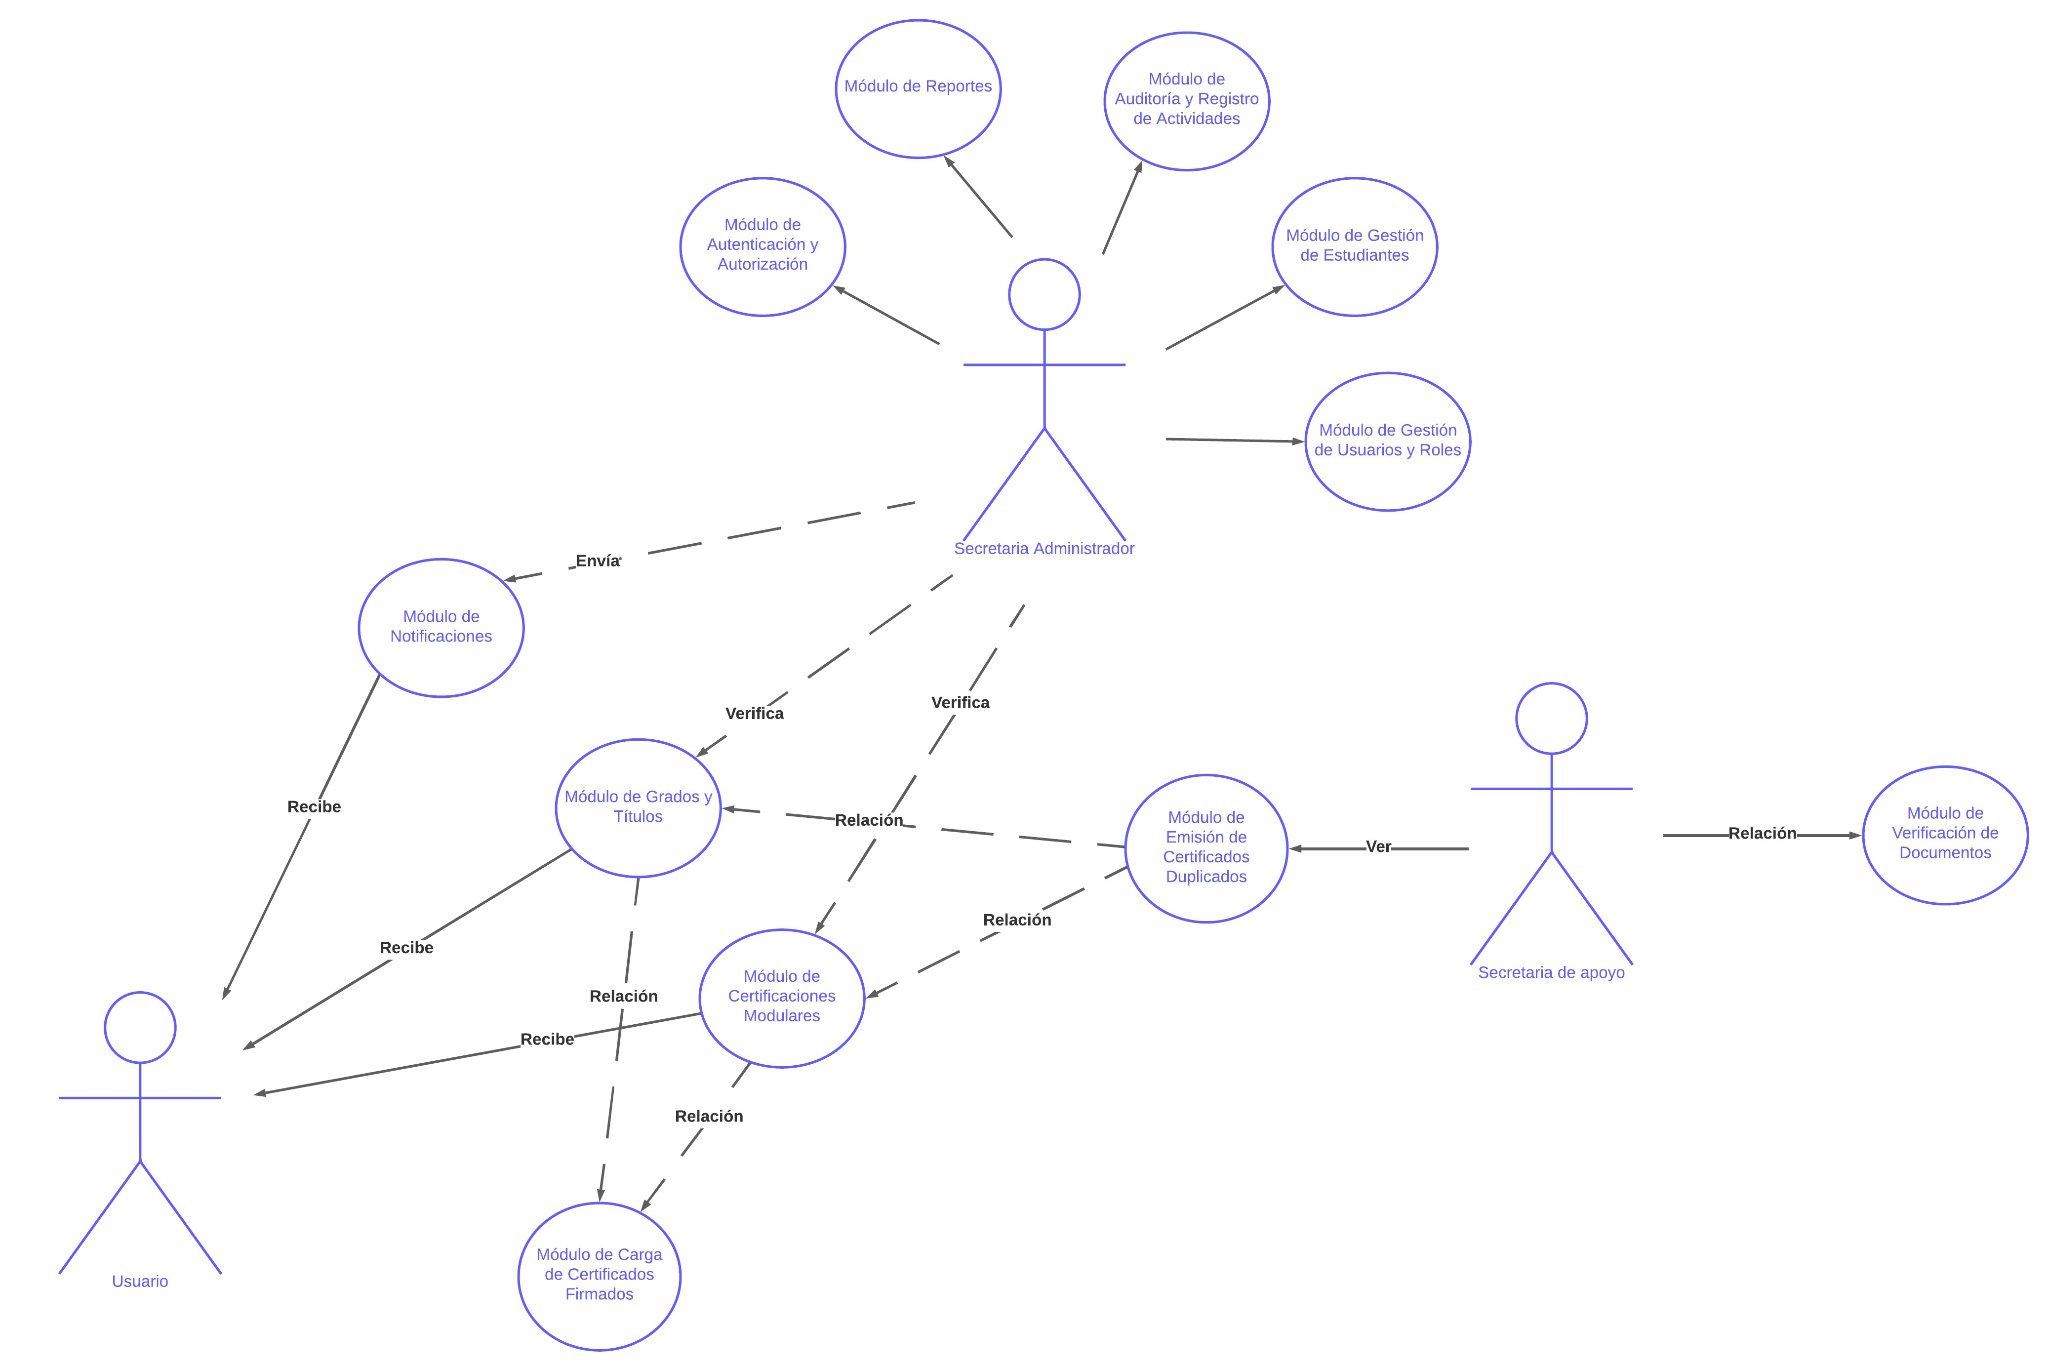 Módulo de Reportes
Módulo de
Auditoría y Registro
de Actividades
Módulo de
Autenticación y
Autorización
Módulo de Gestión
de Estudiantes
Módulo de Gestión
de Usuarios y Roles
Secretaria Administrador
Envía
Módulo de
Notificaciones
Verifica
Verifica
Recibe
Módulo de Grados y
Títulos
Relación
Módulo de
Emisión de
Certificados
Duplicados
Ver
Relación
Módulo de
Verificación de
Documentos
Secretaria de apoyo
Relación
Recibe
Relación
Módulo de
Certificaciones
Modulares
Recibe
Relación
Usuario
Módulo de Carga
de Certificados
Firmados